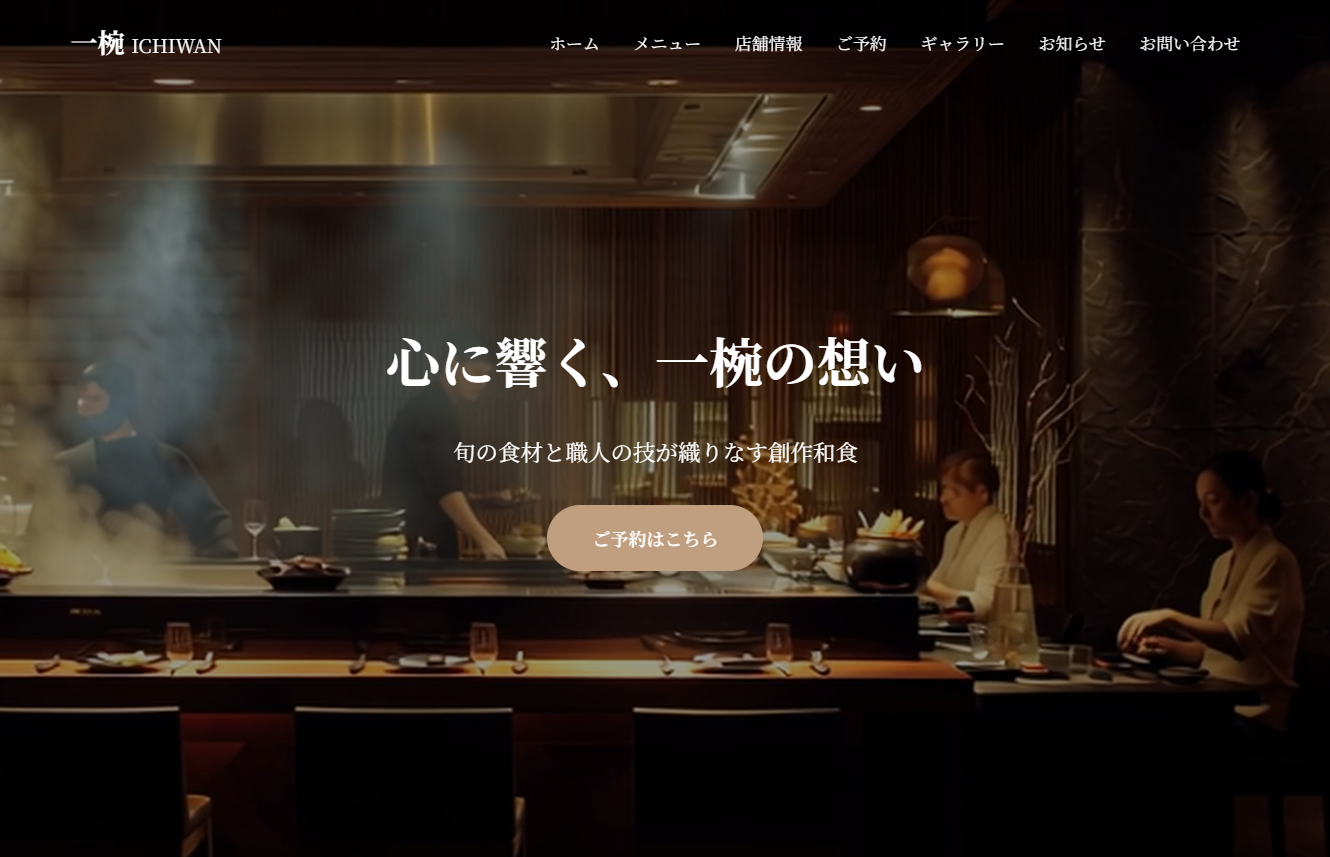 一椀 ICHIWAN
ホーム メニュー 店舗情報 ご予約 ギャラリー お知らせ お問い合わせ
心に響く、一椀の想い
旬の食材と職人の技が織りなす創作和食
ご予約はこちら